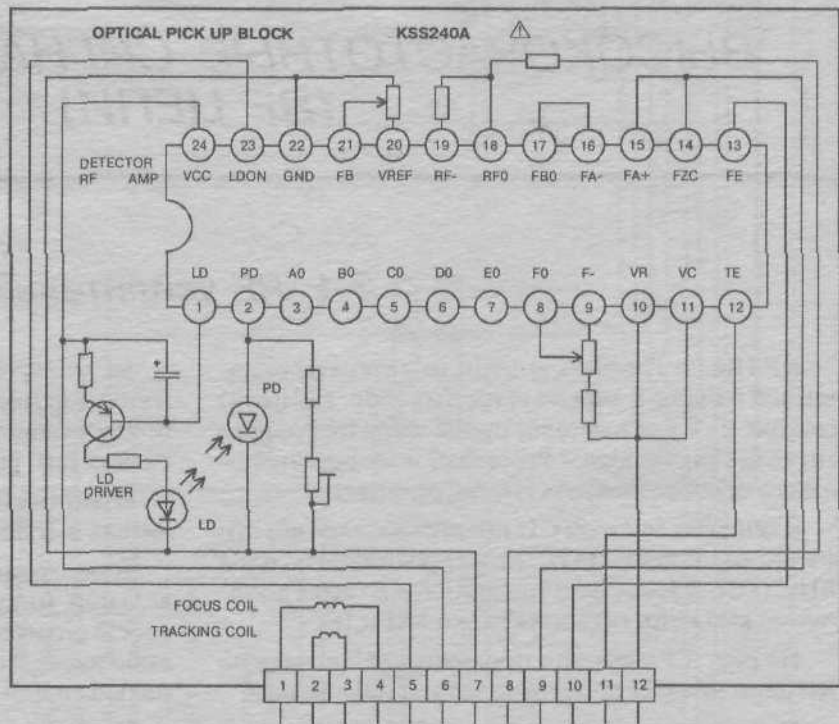 OPTICAL PICK UP BLOCK KSS240A
24 23 22 21 20 19 18 17 16 15 14 13
DETECTOR
RF AMP
VCC LDON GND FB VREF RF- RF0 FB0 FA- FA+ FZC FE
LD PD A0 B0 C0 D0 E0 F0 F- VR VC TE
1 2 3 4 5 6 7 8 9 10 11 12
+
PD
LD
DRIVER
LD
FOCUS COIL
TRACKING COIL
1 2 3 4 5 6 7 8 9 10 11 12